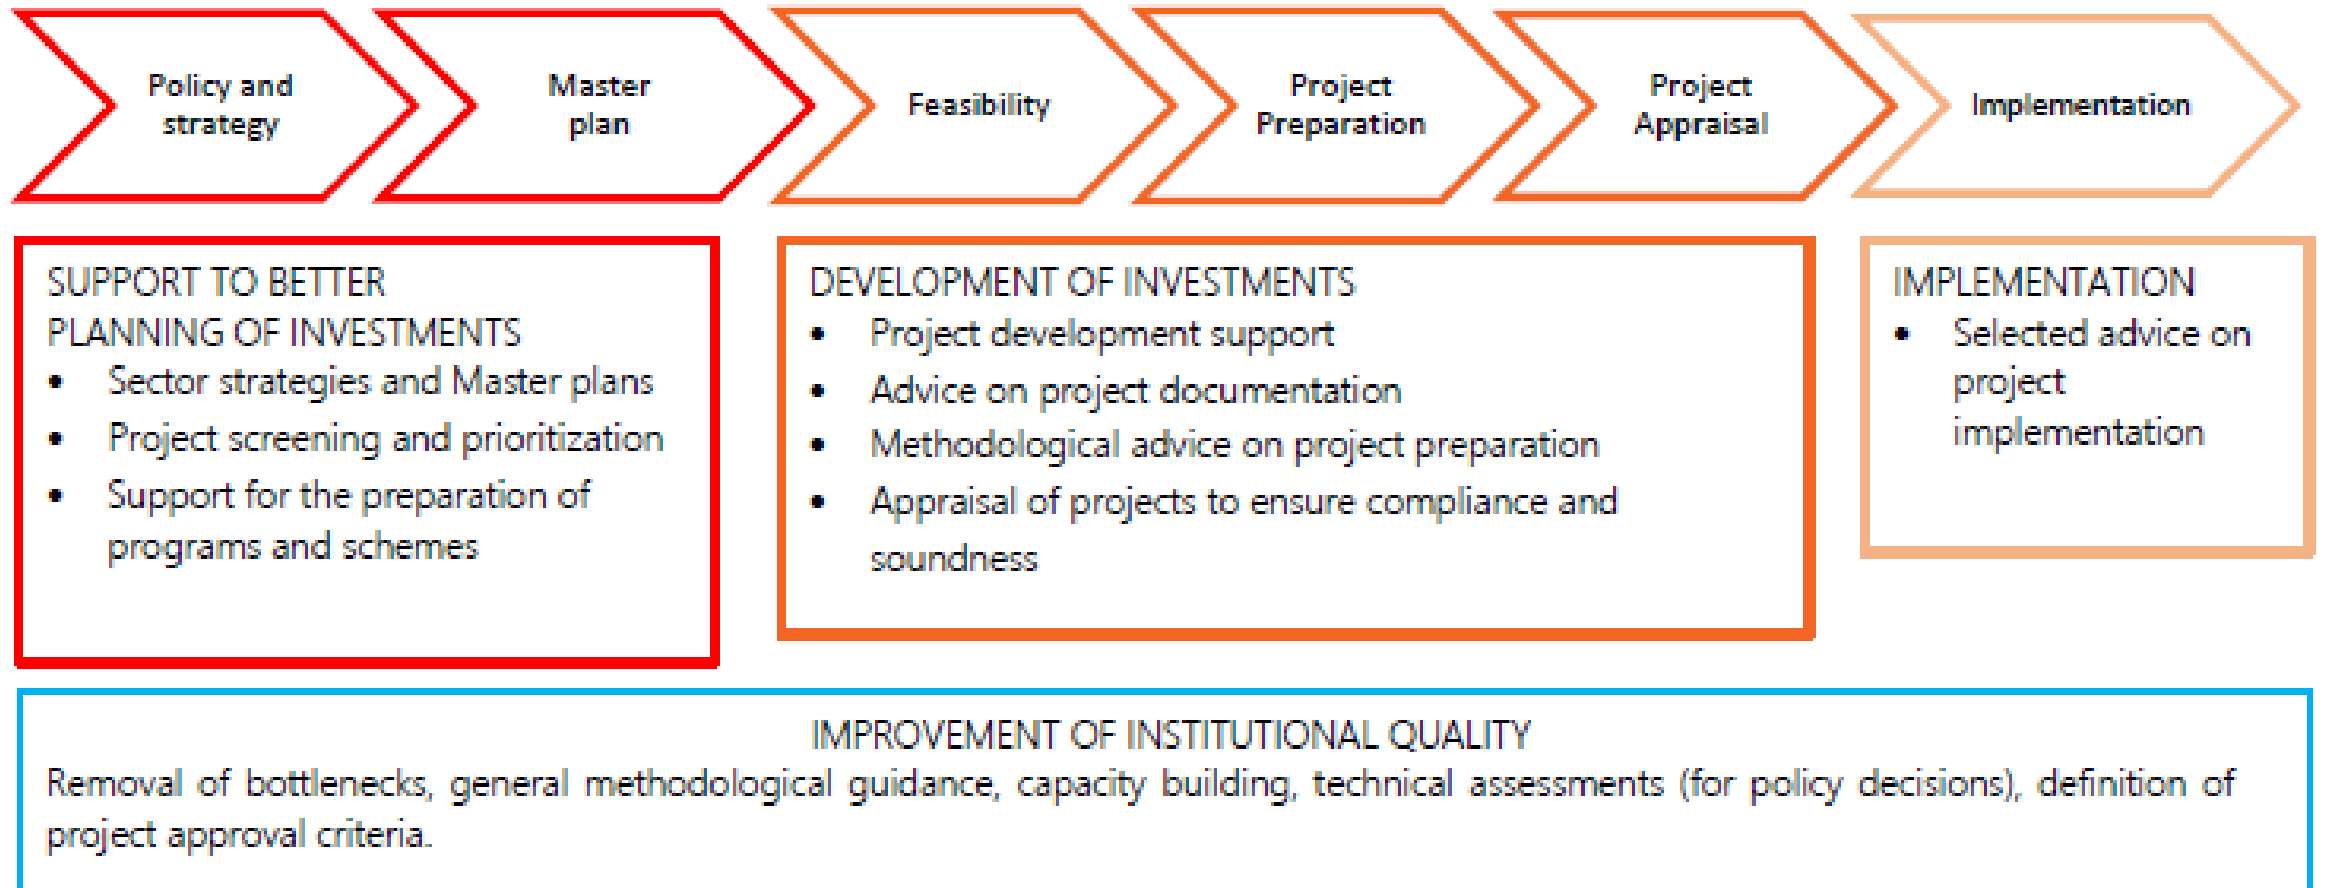 Policy and
strategy
Master
plan
Feasibility
Project
Preparation
Project
Appraisal
Implementation
SUPPORT TO BETTER
PLANNING OF INVESTMENTS
• Sector strategies and Master plans
• Project screening and prioritization
• Support for the preparation of
programs and schemes
DEVELOPMENT OF INVESTMENTS
• Project development support
• Advice on project documentation
• Methodological advice on project preparation
• Appraisal of projects to ensure compliance and
soundness
IMPLEMENTATION
• Selected advice on
project
implementation
IMPROVEMENT OF INSTITUTIONAL QUALITY
Removal of bottlenecks, general methodological guidance, capacity building, technical assessments (for policy decisions), definition of
project approval criteria.